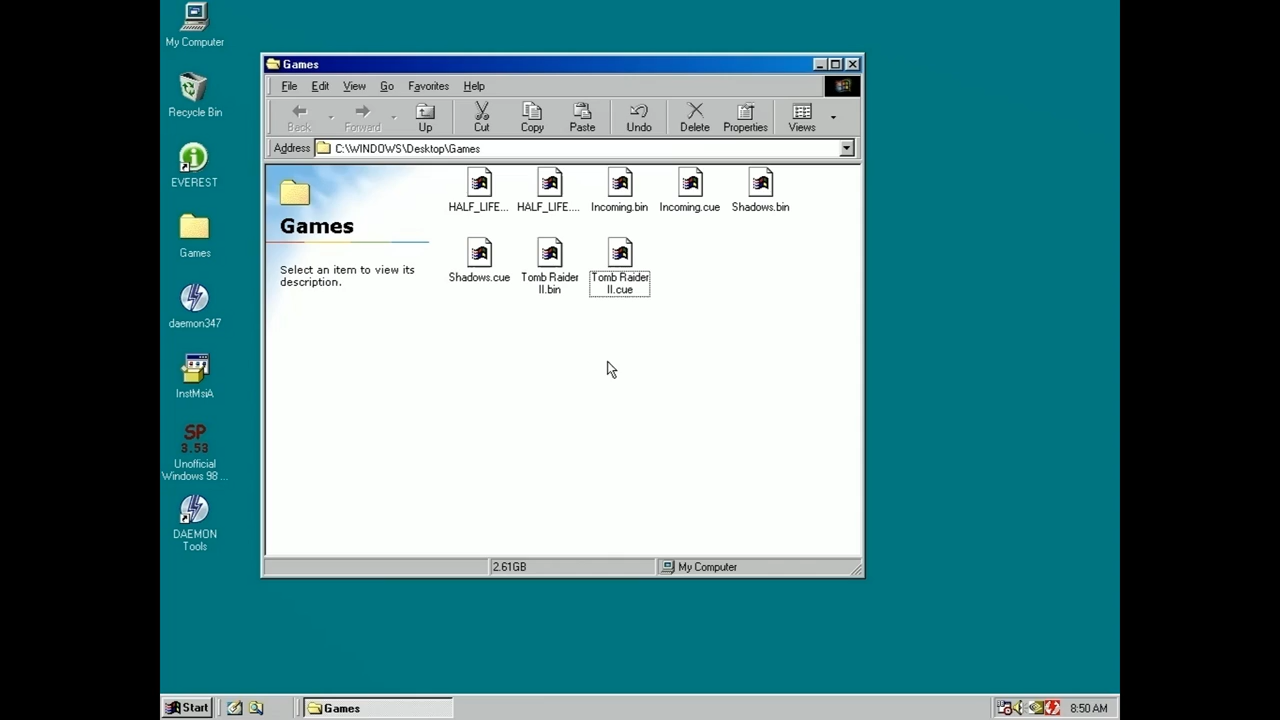 My Computer
Recycle Bin
EVEREST
Games
daemon347
InstMsiA
SP
3.53
Unofficial
Windows 98 ...
DAEMON
Tools
Games
File Edit View Go Favorites Help
Back Forward Up Cut Copy Paste Undo Delete Properties Views
Address C:\WINDOWS\Desktop\Games
Games
Select an item to view its
description.
HALF_LIFE... HALF_LIFE.... Incoming.bin Incoming.cue Shadows.bin
Shadows.cue Tomb Raider II.bin Tomb Raider II.cue
2.61GB My Computer
Start Games 8:50 AM